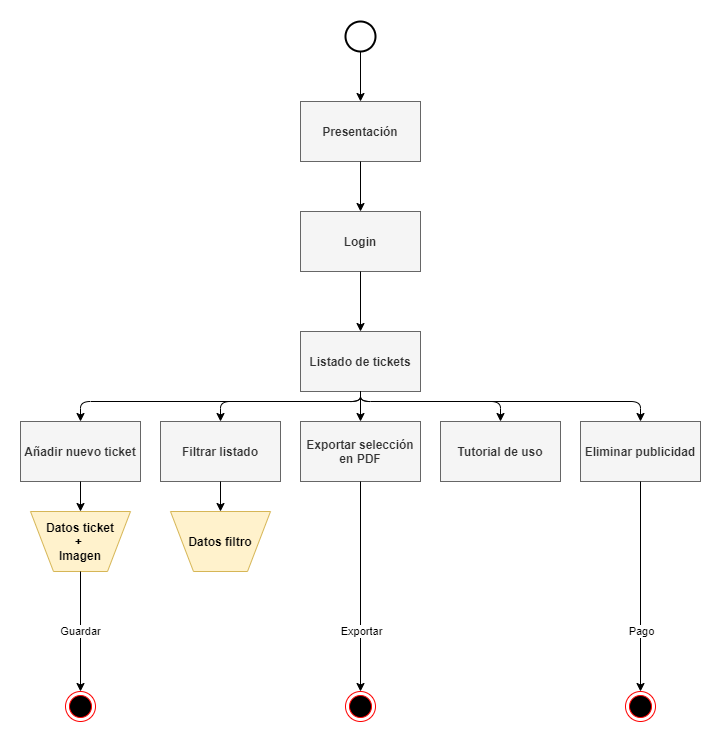 Presentación
Login
Listado de tickets
Añadir nuevo ticket
Filtrar listado
Exportar selección
en PDF
Tutorial de uso
Eliminar publicidad
Datos ticket
+
Imagen
Datos filtro
Guardar
Exportar
Pago